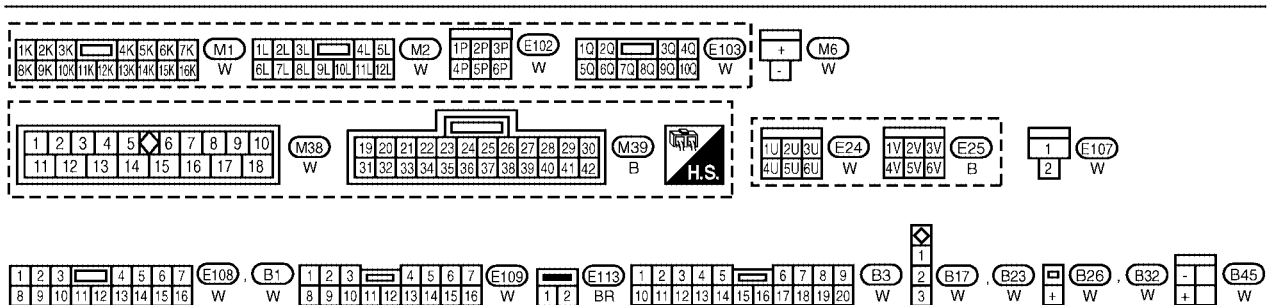 1K 2K 3K 4K 5K 6K 7K M1 1L 2L 3L 4L 5L M2 1P 2P 3P E102 1Q 2Q 3Q 4Q E103 + M6
8K 9K 10K 11K 12K 13K 14K 15K 16K W 6L 7L 8L 9L 10L 11L 12L W 4P 5P 6P W 5Q 6Q 7Q 8Q 9Q 10Q W - W
1 2 3 4 5 6 7 8 9 10 M38 19 20 21 22 23 24 25 26 27 28 29 30 M39 1U 2U 3U E24 1V 2V 3V E25 1 E107
11 12 13 14 15 16 17 18 W 31 32 33 34 35 36 37 38 39 40 41 42 B H.S. 4U 5U 6U W 4V 5V 6V B 2 W
1 2 3 4 5 6 7 E108 , B1 1 2 3 4 5 6 7 E109 E113 1 2 3 4 5 6 7 8 9 B3 1 2 3 B17 , B23 B26 , B32 - B45
8 9 10 11 12 13 14 15 16 W W 8 9 10 11 12 13 14 15 16 W 1 2 BR 10 11 12 13 14 15 16 17 18 19 20 W W W + W W + W